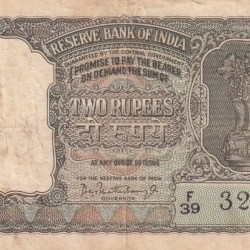 RESERVE BANK OF INDIA
GUARANTEED BY THE CENTRAL GOVERNMENT
I PROMISE TO PAY THE BEARER
ON DEMAND THE SUM OF
TWO RUPEES
दो रुपये
AT ANY OFFICE OF ISSUE
FOR THE RESERVE BANK OF INDIA
F/39 32